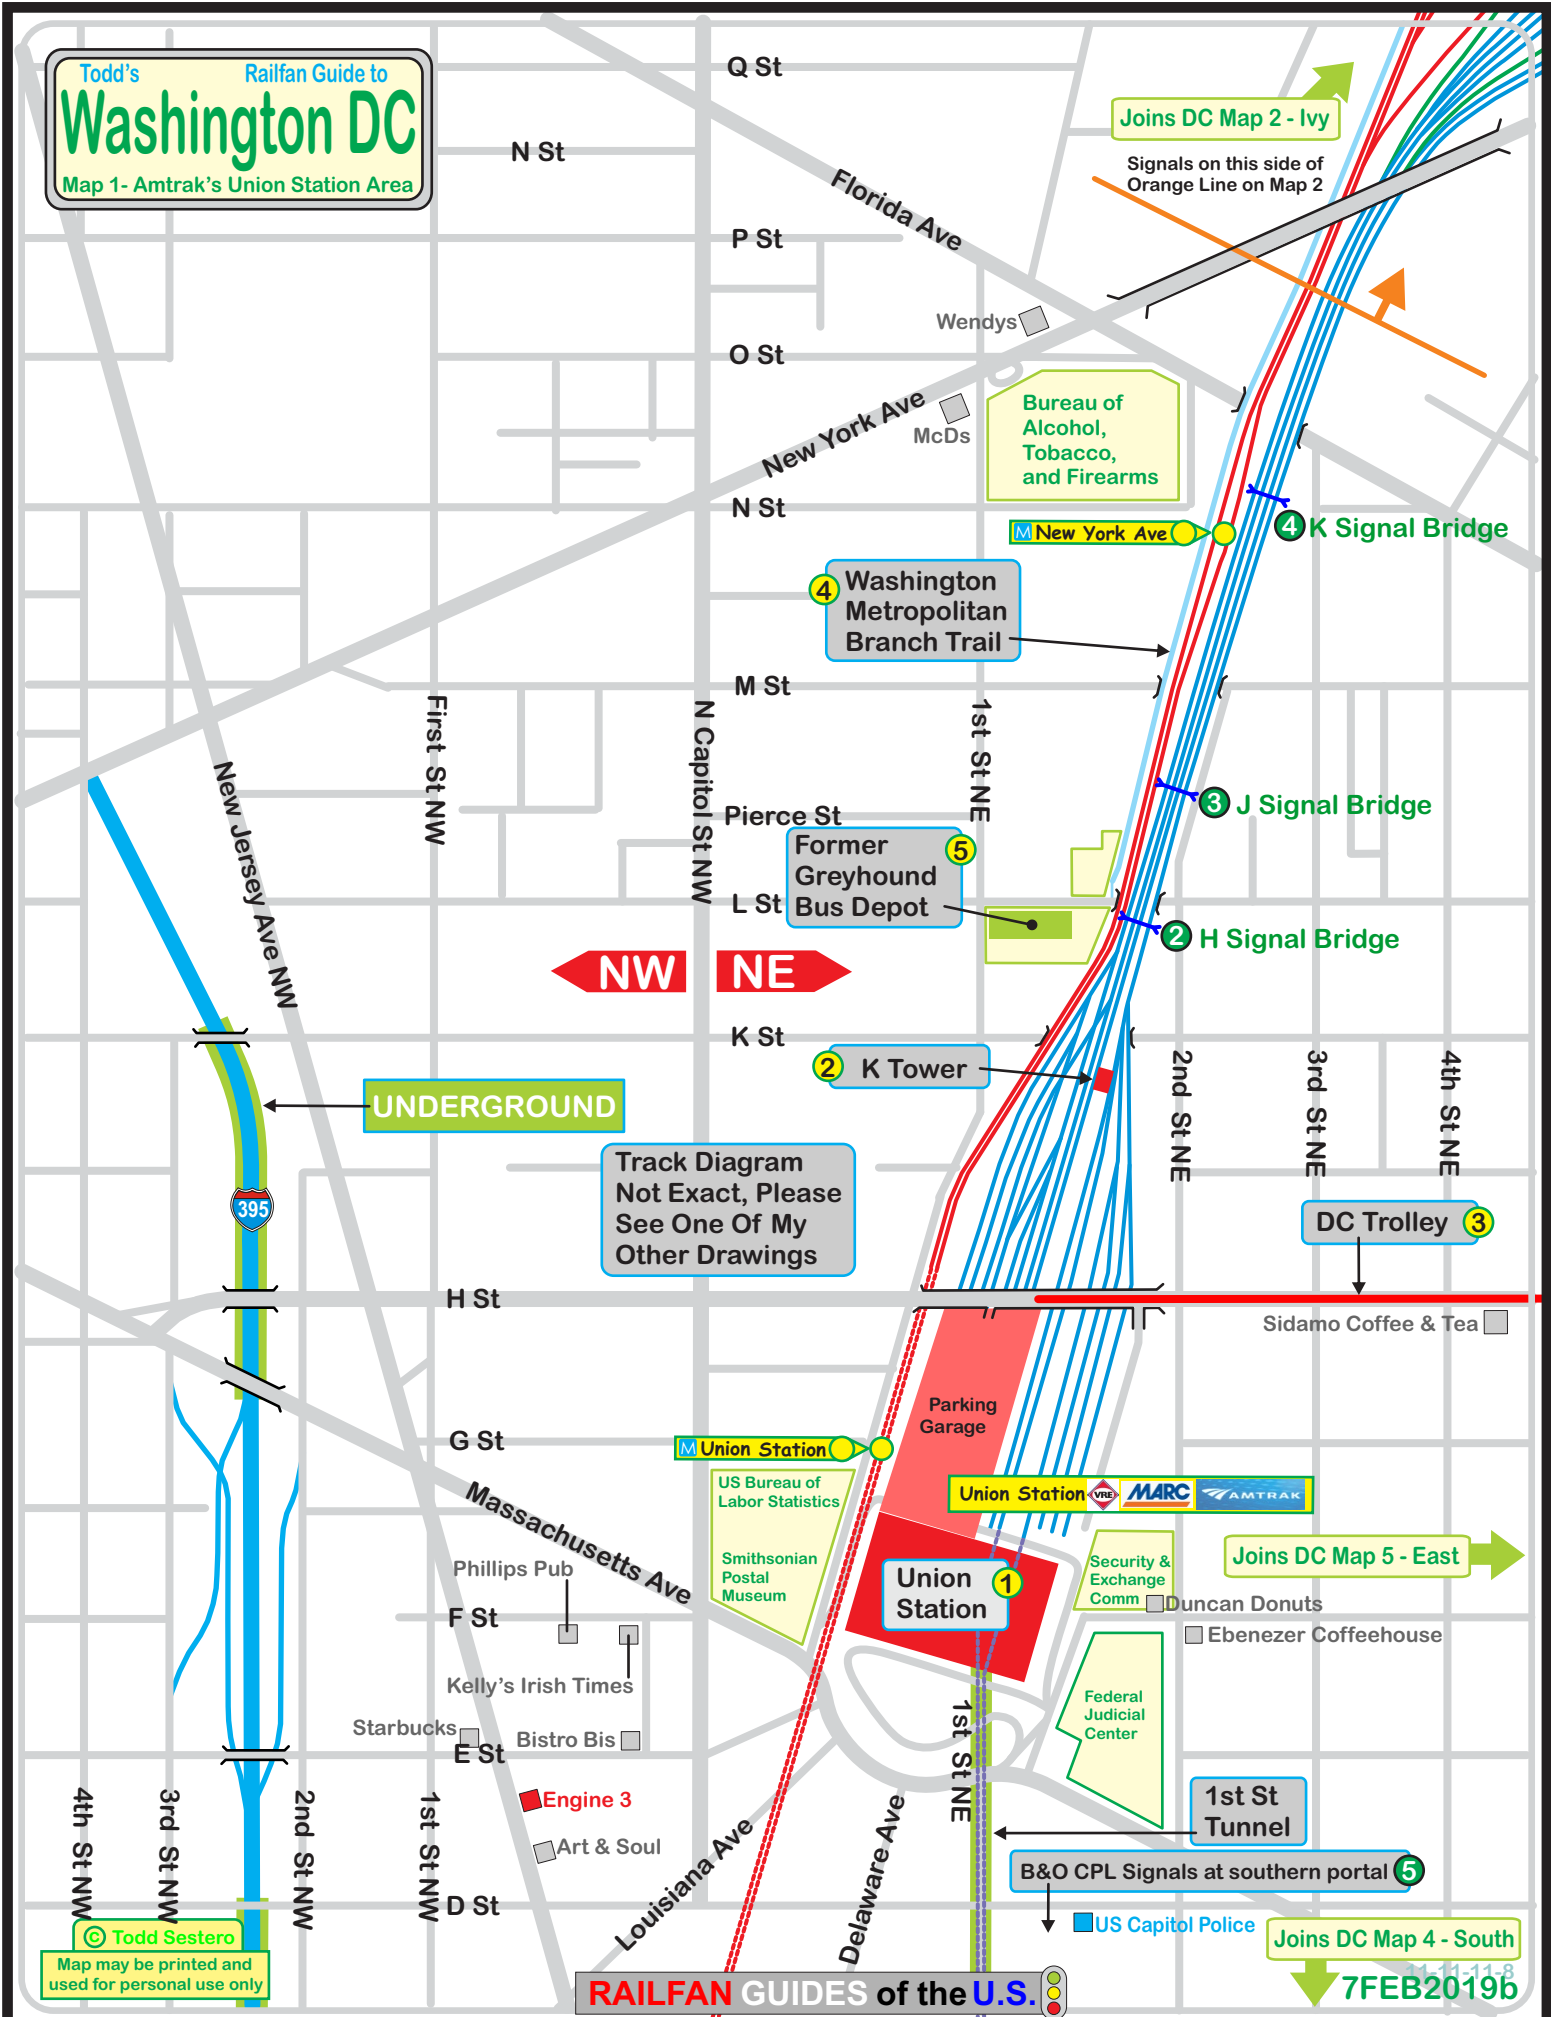 Todd's Railfan Guide to
Washington DC
Map 1- Amtrak's Union Station Area
Q St
N St
Florida Ave
Joins DC Map 2 - Ivy
Signals on this side of
Orange Line on Map 2
P St
Wendys
O St
New York Ave
McDs
Bureau of
Alcohol,
Tobacco,
and Firearms
N St
M New York Ave
4 K Signal Bridge
4 Washington
Metropolitan
Branch Trail
M St
First St NW
N Capitol St NW
1st St NE
New Jersey Ave NW
3 J Signal Bridge
Pierce St
Former 5
Greyhound
Bus Depot
L St
2 H Signal Bridge
NW NE
K St
2 K Tower
2nd St NE
3rd St NE
4th St NE
UNDERGROUND
Track Diagram
Not Exact, Please
See One Of My
Other Drawings
395
DC Trolley 3
H St
Sidamo Coffee & Tea
Parking
Garage
G St
M Union Station
Massachusetts Ave
US Bureau of
Labor Statistics
Smithsonian
Postal
Museum
Union Station VRE MARC AMTRAK
Joins DC Map 5 - East
Security &
Exchange
Comm
Union 1
Station
Phillips Pub
F St
Duncan Donuts
Ebenezer Coffeehouse
Kelly's Irish Times
Federal
Judicial
Center
Starbucks
Bistro Bis
E St
1st St NE
Engine 3
Art & Soul
Louisiana Ave
Delaware Ave
1st St
Tunnel
4th St NW
3rd St NW
2nd St NW
1st St NW
B&O CPL Signals at southern portal 5
D St
US Capitol Police
© Todd Sestero
Map may be printed and
used for personal use only
Joins DC Map 4 - South
11-11-11-8
7FEB2019b
RAILFAN GUIDES of the U.S.